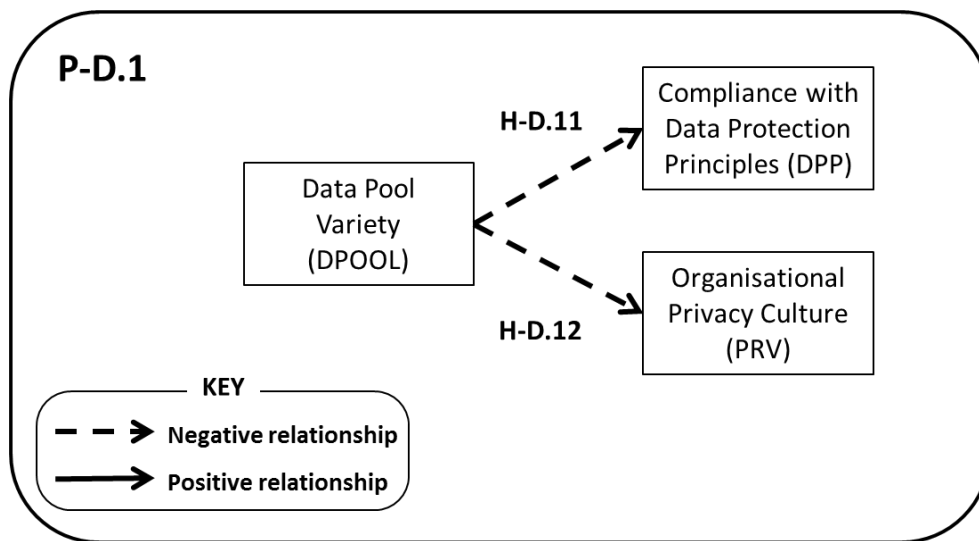 P-D.1
H-D.11
Compliance with
Data Protection
Principles (DPP)
Data Pool
Variety
(DPOOL)
H-D.12
Organisational
Privacy Culture
(PRV)
KEY
Negative relationship
Positive relationship